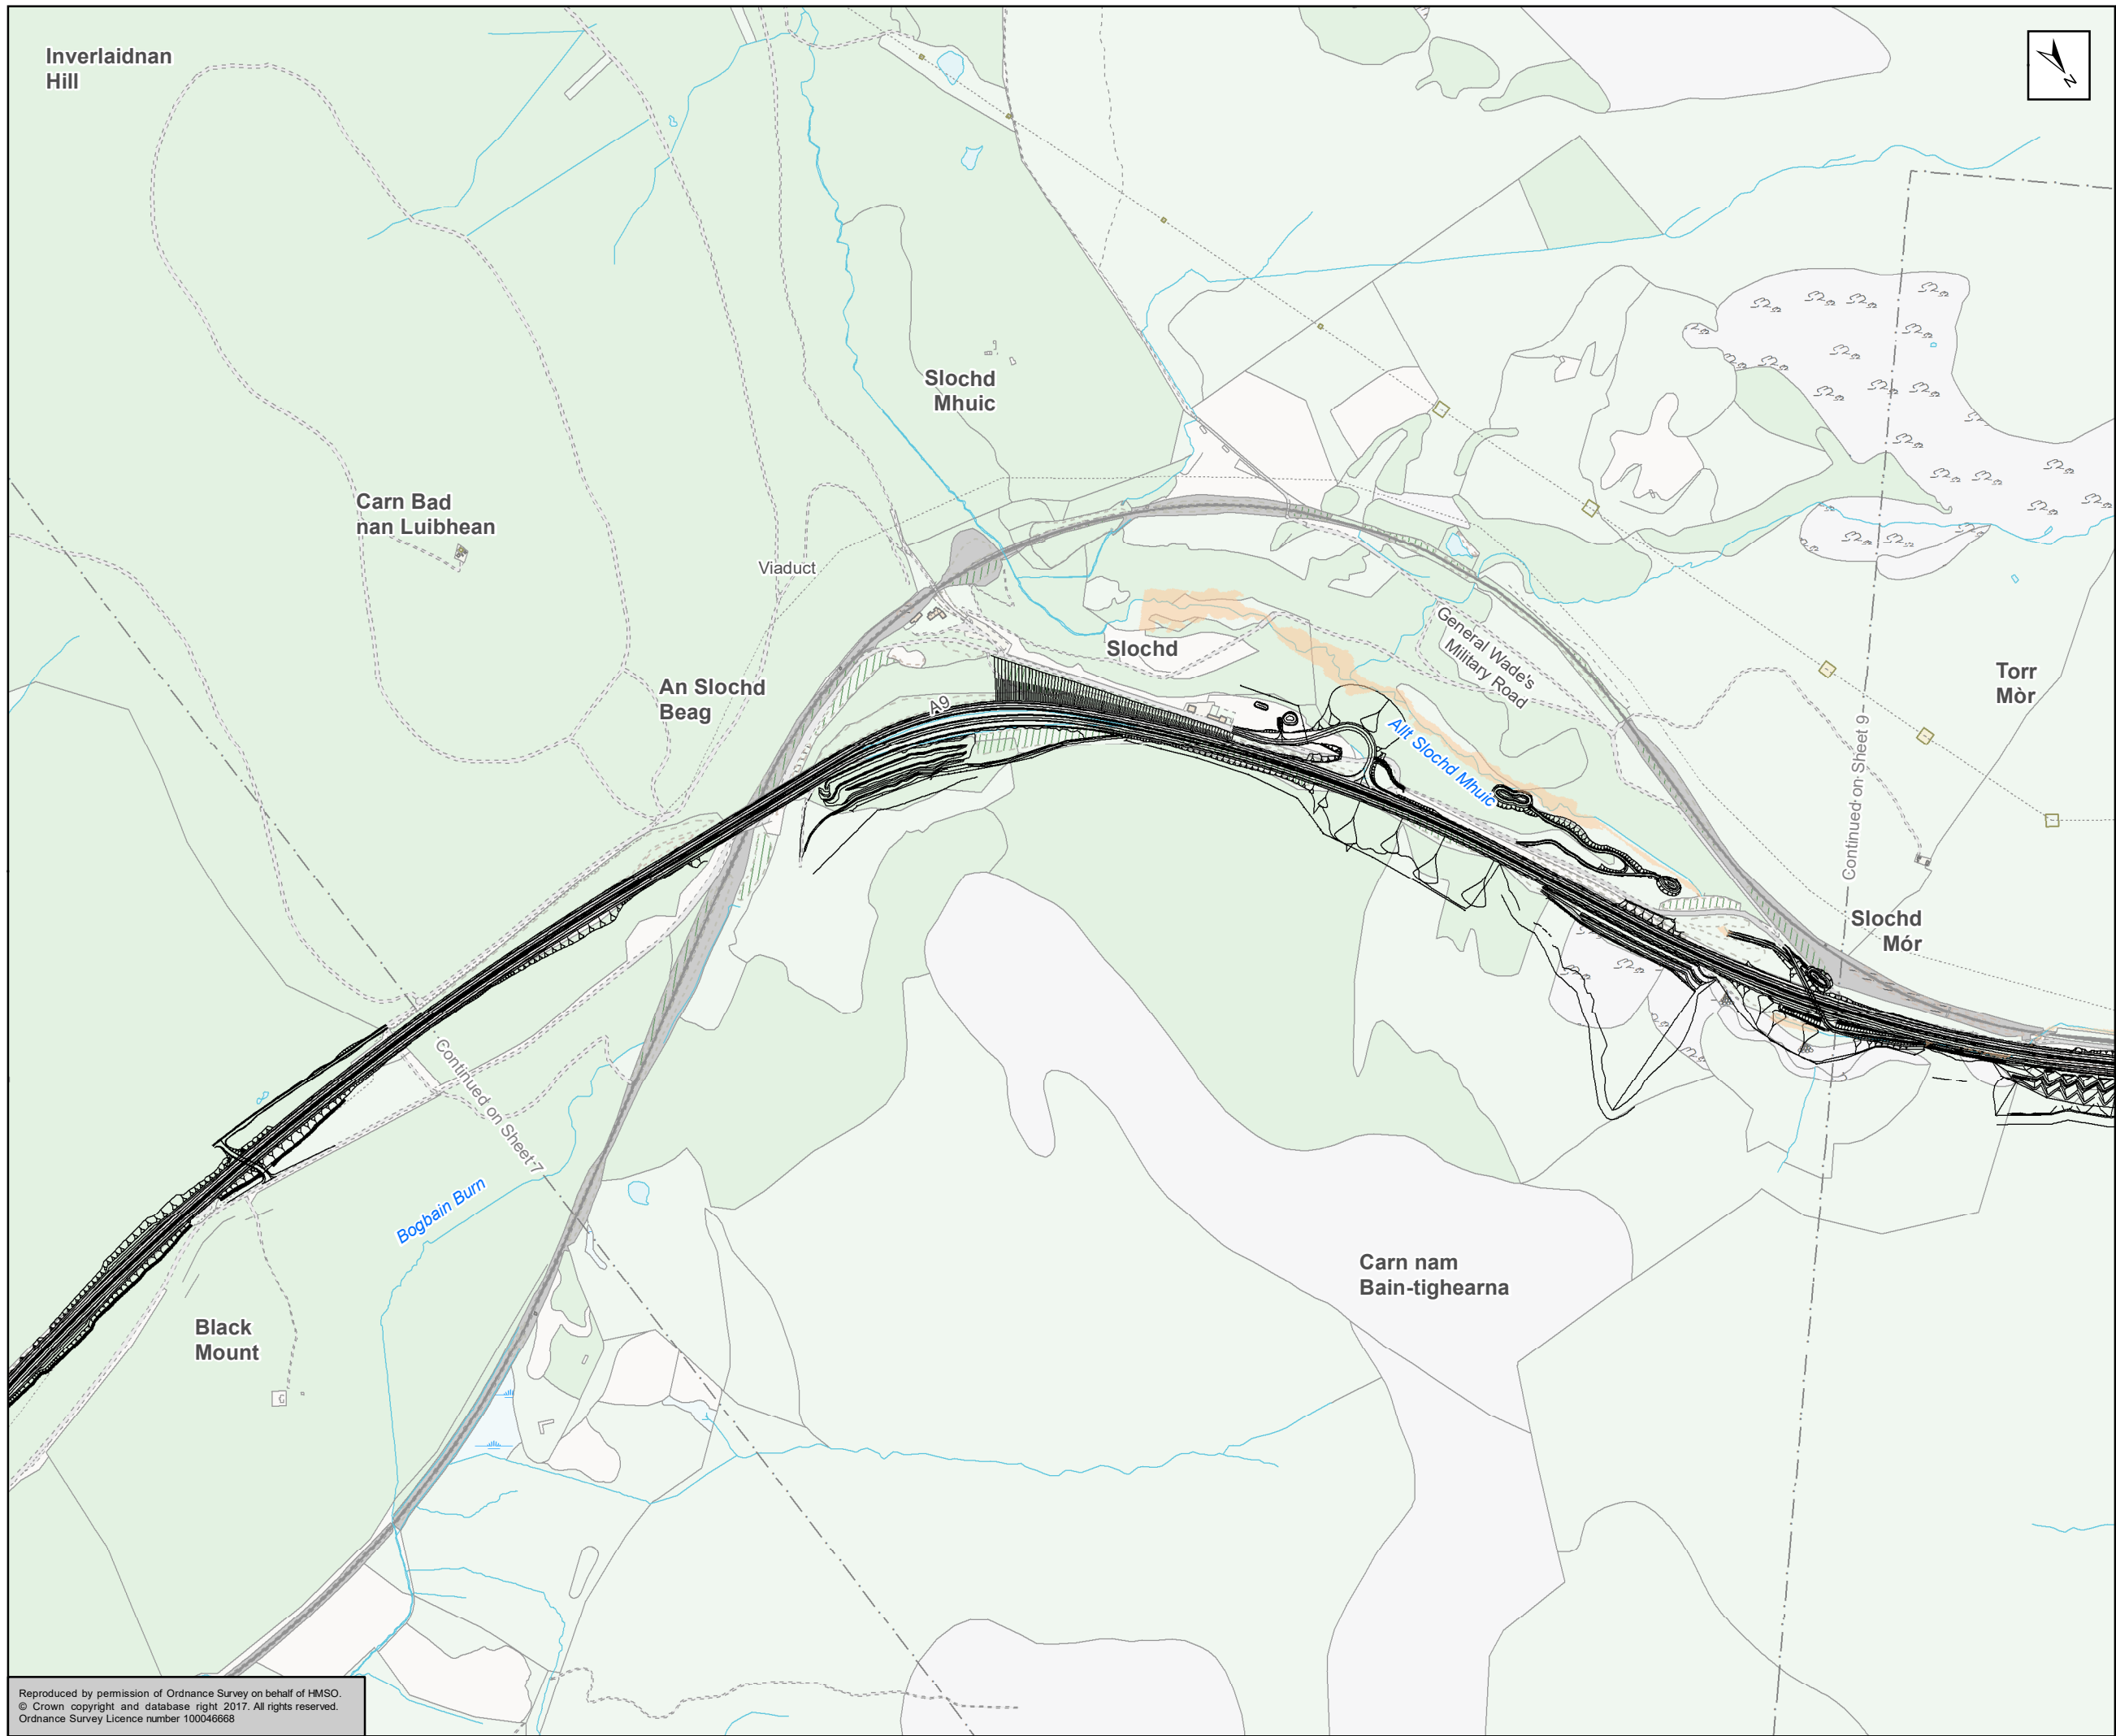 Inverlaidnan
Hill
N
Slochd
Mhuic
Carn Bad
nan Luibhean
Viaduct
An Slochd
Beag
A9
Slochd
General Wade's
Military Road
Allt Slochd Mhuic
Torr
Mòr
Continued on Sheet 9
Slochd
Mór
Continued on Sheet 7
Bogbain Burn
Carn nam
Bain-tighearna
Black
Mount
Reproduced by permission of Ordnance Survey on behalf of HMSO.
© Crown copyright and database right 2017. All rights reserved.
Ordnance Survey Licence number 100046668